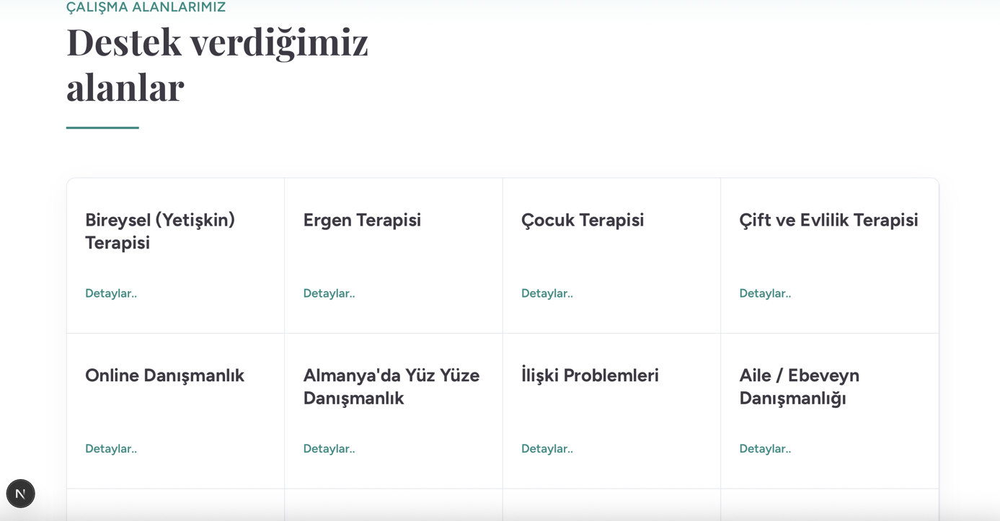 ÇALIŞMA ALANLARIMIZ
Destek verdiğimiz
alanlar
Bireysel (Yetişkin)
Terapisi
Detaylar..
Ergen Terapisi
Detaylar..
Çocuk Terapisi
Detaylar..
Çift ve Evlilik Terapisi
Detaylar..
Online Danışmanlık
Detaylar..
Almanya'da Yüz Yüze
Danışmanlık
Detaylar..
İlişki Problemleri
Detaylar..
Aile / Ebeveyn
Danışmanlığı
Detaylar..
N